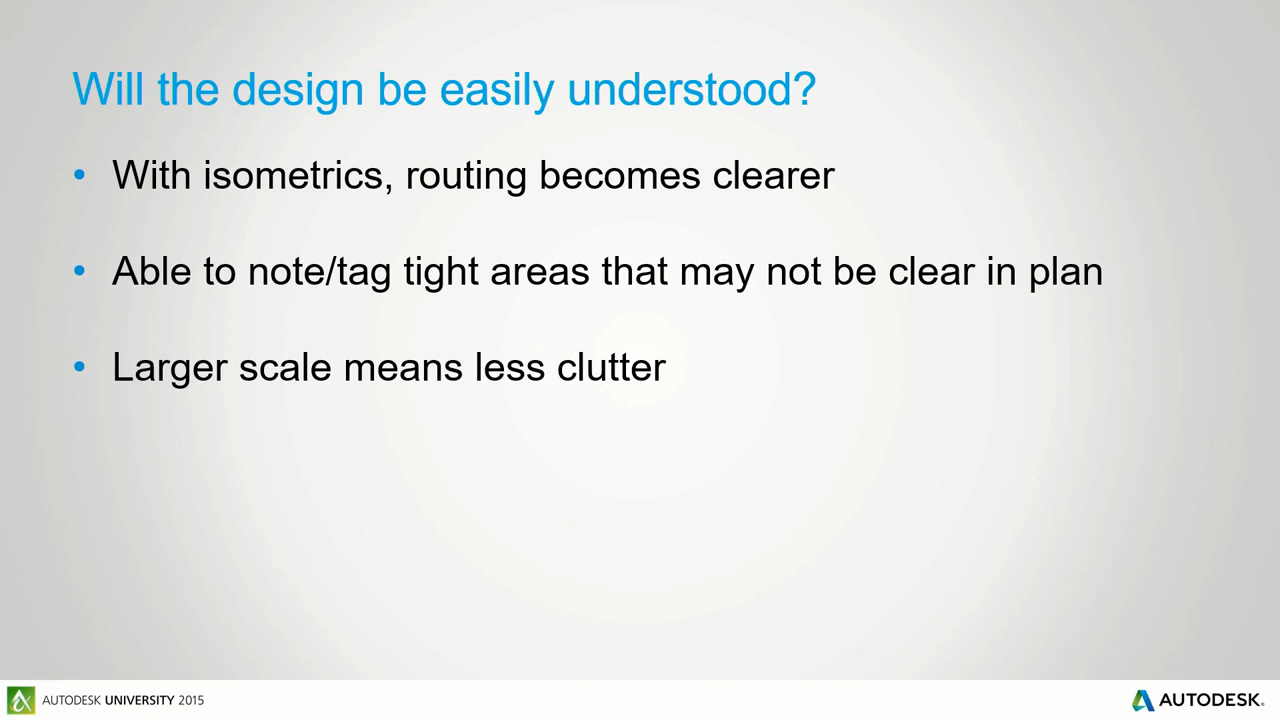 Will the design be easily understood?
• With isometrics, routing becomes clearer
• Able to note/tag tight areas that may not be clear in plan
• Larger scale means less clutter
AUTODESK UNIVERSITY 2015
AUTODESK®